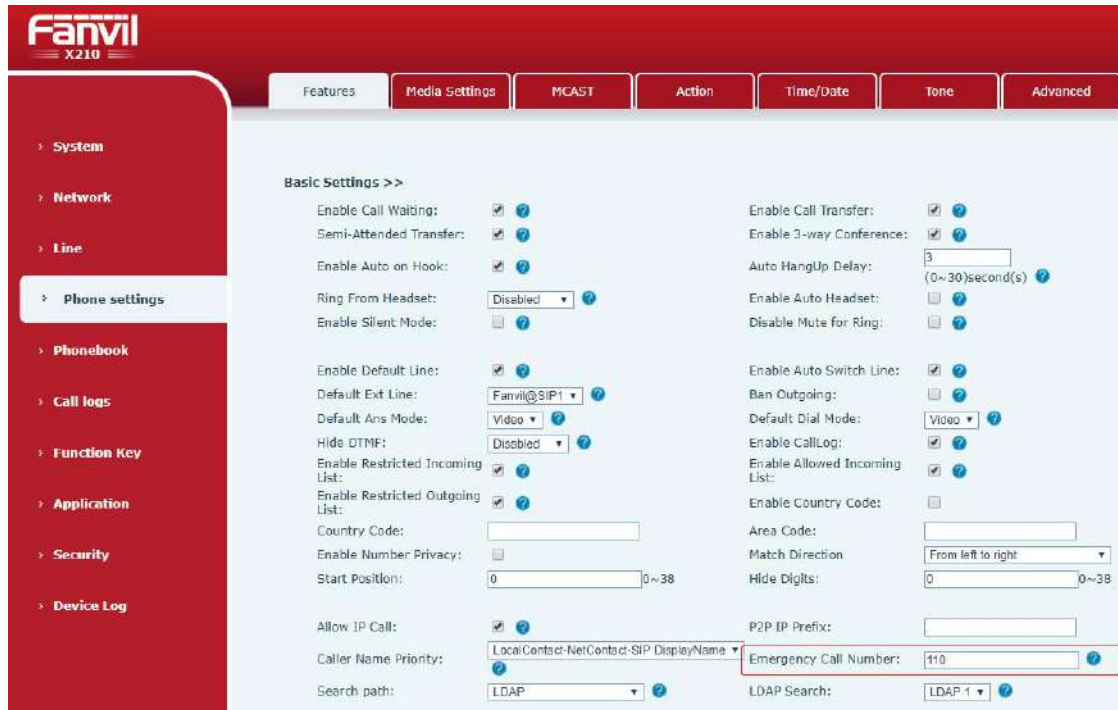 Fanvil
X210
Features Media Settings MCAST Action Time/Date Tone Advanced
› System
› Network
› Line
› Phone settings
› Phonebook
› Call logs
› Function Key
› Application
› Security
› Device Log
Basic Settings >>
Enable Call Waiting: Enable Call Transfer:
Semi-Attended Transfer: Enable 3-way Conference:
Enable Auto on Hook: Auto HangUp Delay: 3
(0~30)second(s)
Ring From Headset: Disabled Enable Auto Headset:
Enable Silent Mode: Disable Mute for Ring:
Enable Default Line: Enable Auto Switch Line:
Default Ext Line: Fanvil@SIP1 Ban Outgoing:
Default Ans Mode: Video Default Dial Mode: Video
Hide DTMF: Disabled Enable CallLog:
Enable Restricted Incoming List: Enable Allowed Incoming List:
Enable Restricted Outgoing List: Enable Country Code:
Country Code: Area Code:
Enable Number Privacy: Match Direction From left to right
Start Position: 0 0~38 Hide Digits: 0 0~38
Allow IP Call: P2P IP Prefix:
Caller Name Priority: LocalContact-NetContact-SIP DisplayName Emergency Call Number: 110
Search path: LDAP LDAP Search: LDAP 1